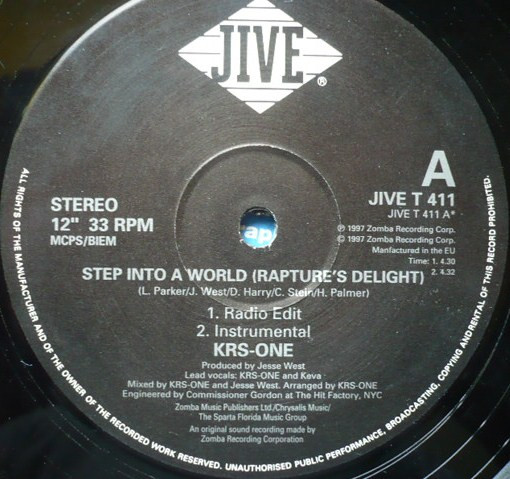 JIVE
®
A
JIVE T 411
JIVE T 411 A*
STEREO
12" 33 RPM
MCPS/BIEM
℗ 1997 Zomba Recording Corp.
© 1997 Zomba Recording Corp.
Manfactured in the EU
Time: 1. 4.30
2. 4.32
ap
STEP INTO A WORLD (RAPTURE'S DELIGHT)
(L. Parker/J. West/D. Harry/C. Stein/H. Palmer)
1. Radio Edit
2. Instrumental
KRS-ONE
Produced by Jesse West
Lead vocals: KRS-ONE and Keva
Mixed by KRS-ONE and Jesse West. Arranged by KRS-ONE
Engineered by Commissioner Gordon at The Hit Factory, NYC
Zomba Music Publishers Ltd./Chrysalis Music/
The Sparta Florida Music Group
An original sound recording made by
Zomba Recording Corporation
ALL RIGHTS OF THE MANUFACTURER AND OF THE OWNER OF THE RECORDED WORK RESERVED. UNAUTHORISED PUBLIC PERFORMANCE, BROADCASTING, COPYING AND RENTAL OF THIS RECORD PROHIBITED.